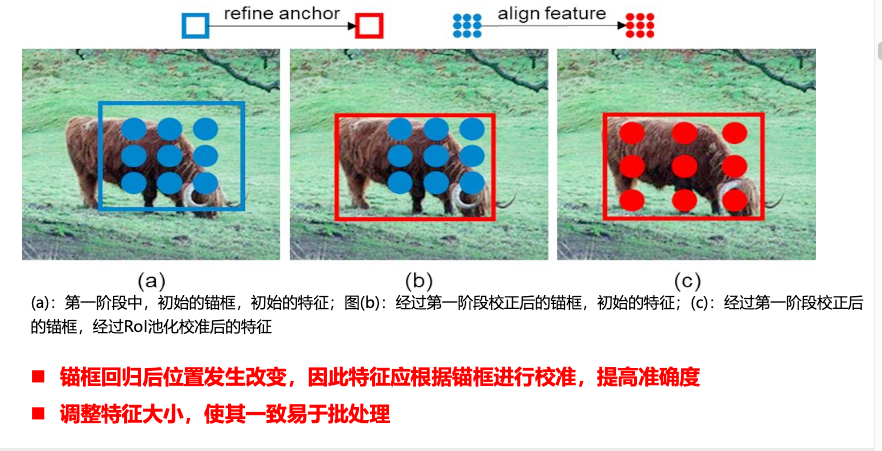 refine anchor
align feature
(a)
(b)
(c)
(a)：第一阶段中，初始的锚框，初始的特征；图(b)：经过第一阶段校正后的锚框，初始的特征；(c)：经过第一阶段校正后
的锚框，经过RoI池化校准后的特征
锚框回归后位置发生改变，因此特征应根据锚框进行校准，提高准确度
调整特征大小，使其一致易于批处理